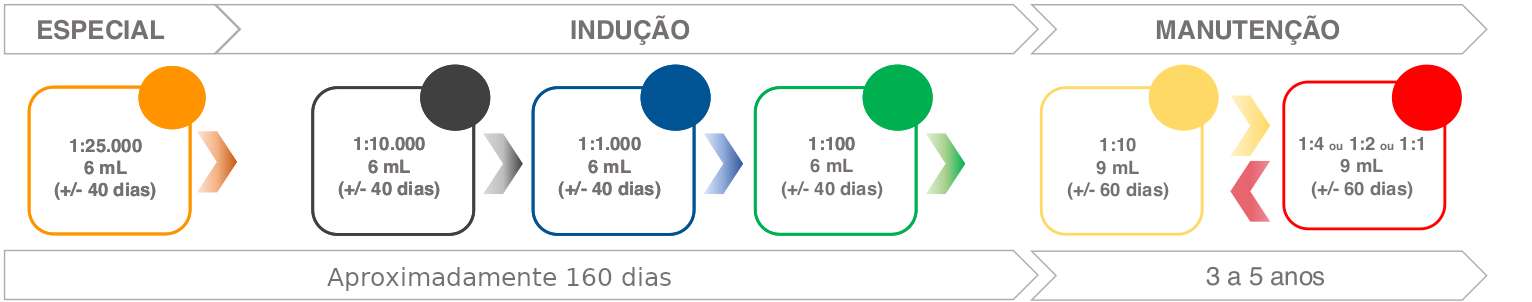 ESPECIAL
INDUÇÃO
MANUTENÇÃO
1:25.000
6 mL
(+/- 40 dias)
1:10.000
6 mL
(+/- 40 dias)
1:1.000
6 mL
(+/- 40 dias)
1:100
6 mL
(+/- 40 dias)
1:10
9 mL
(+/- 60 dias)
1:4 ou 1:2 ou 1:1
9 mL
(+/- 60 dias)
Aproximadamente 160 dias
3 a 5 anos